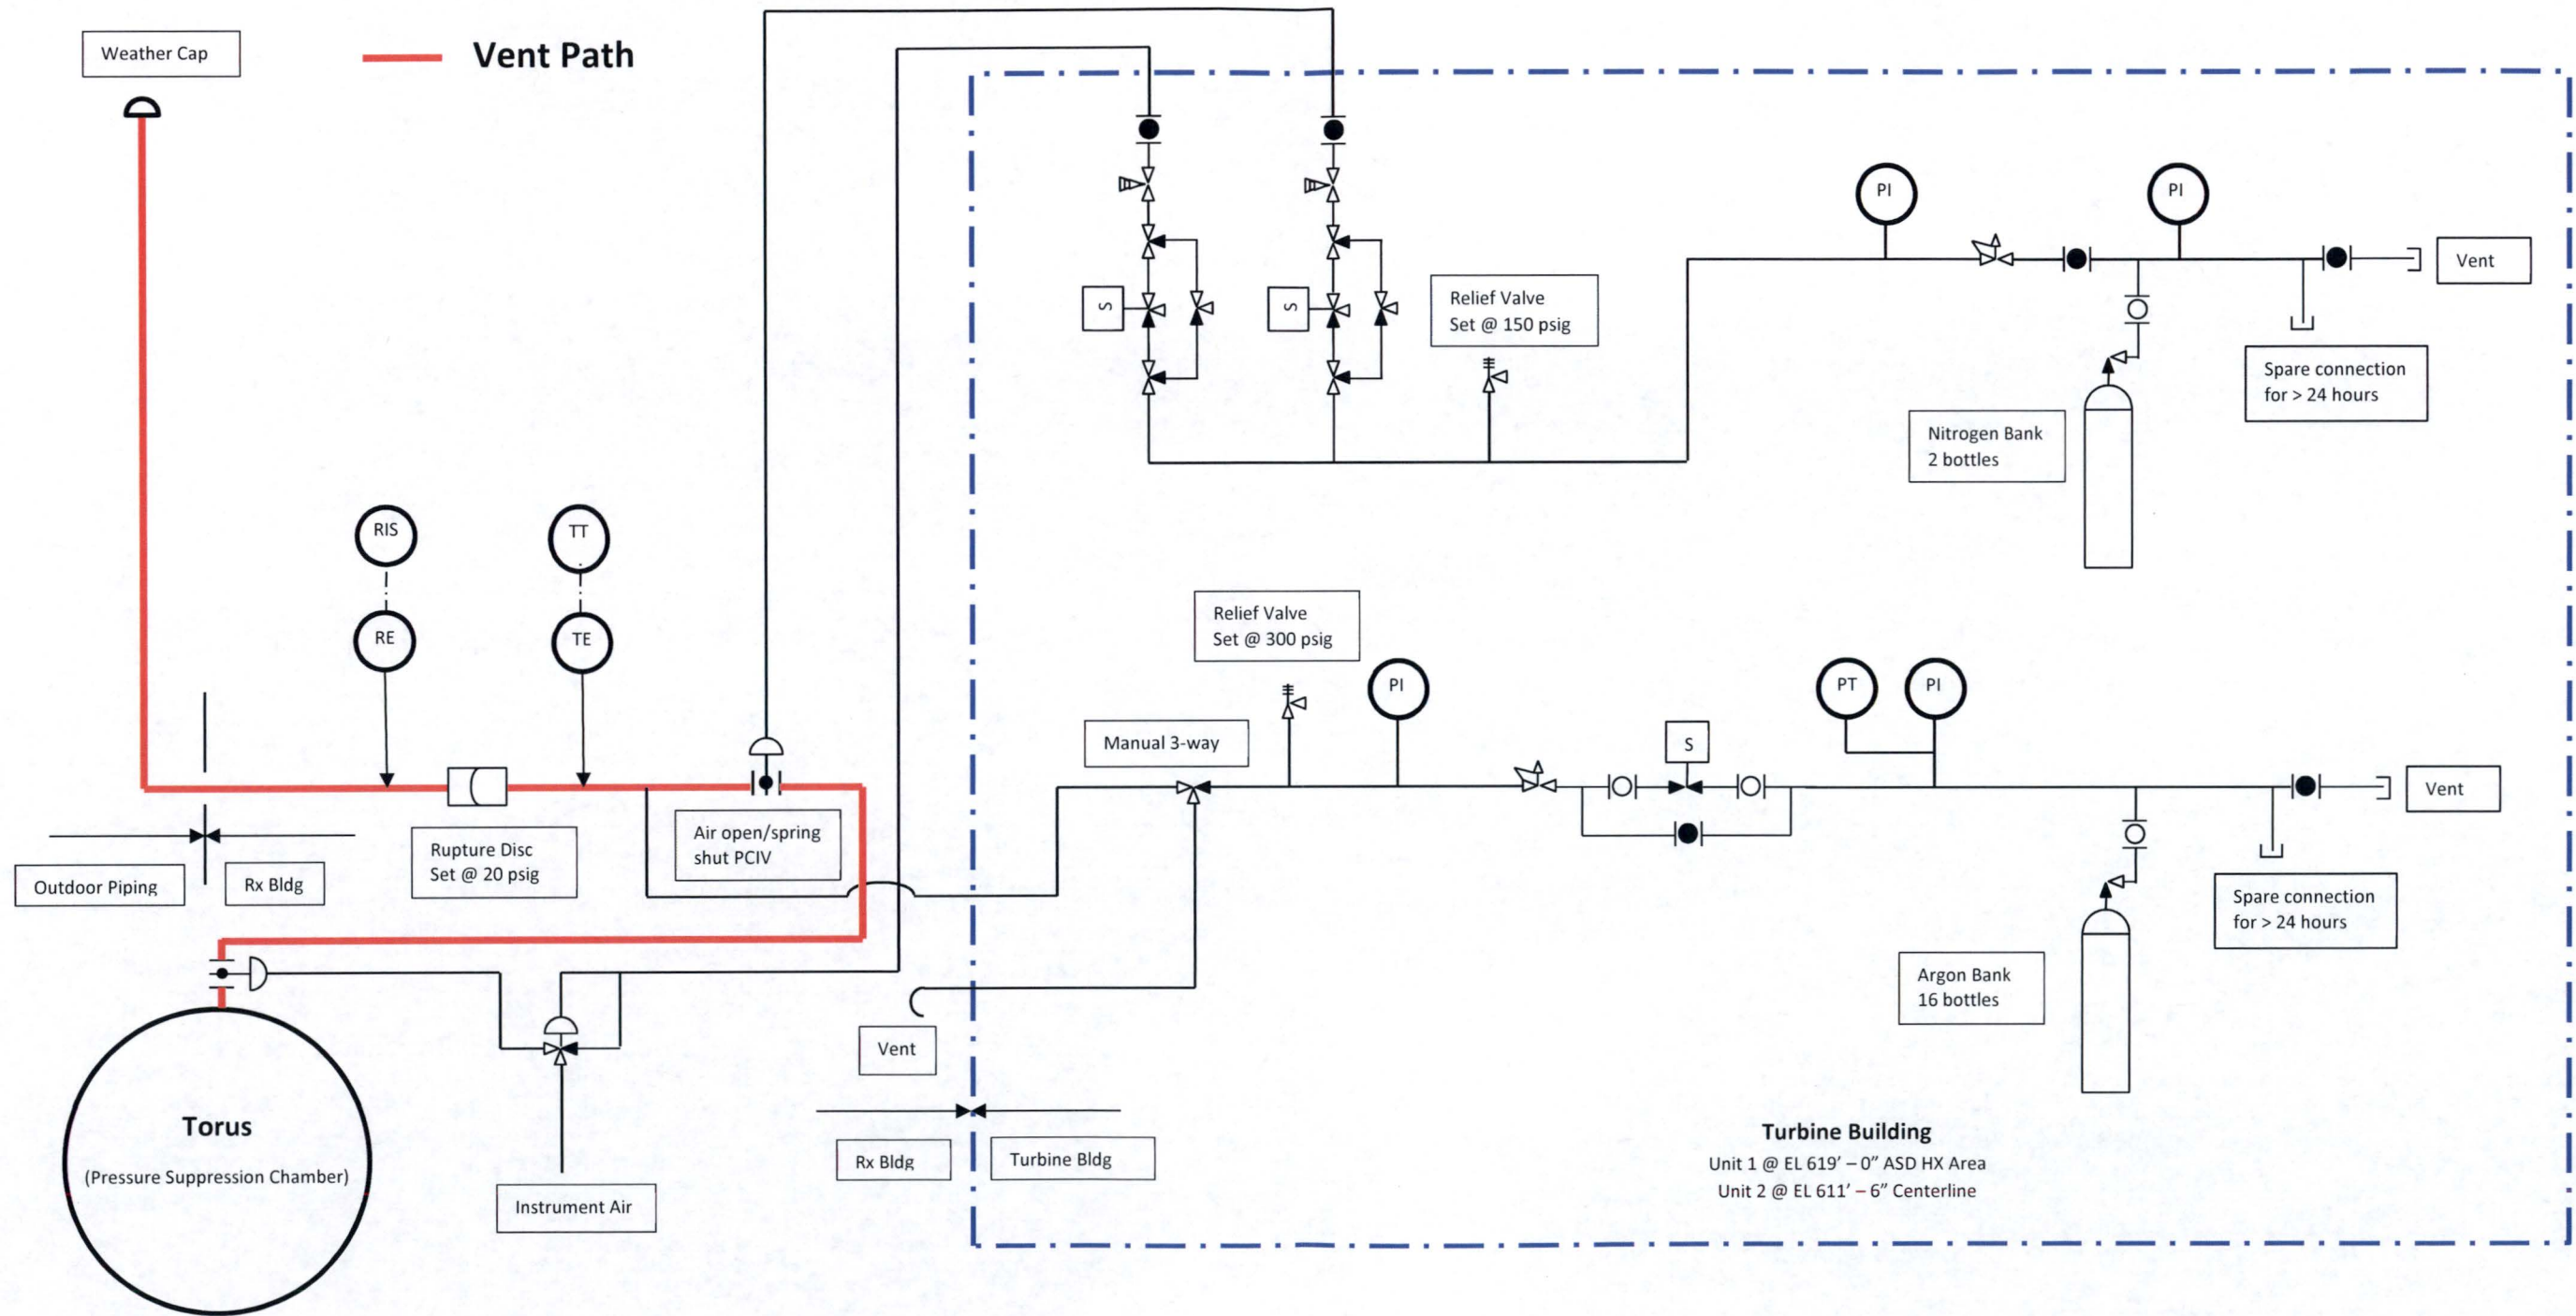 Weather Cap
Vent Path
PI
PI
Vent
S
S
Relief Valve
Set @ 150 psig
Spare connection
for > 24 hours
Nitrogen Bank
2 bottles
RIS
TT
RE
TE
Relief Valve
Set @ 300 psig
PI
PT
PI
Manual 3-way
S
Vent
Air open/spring
shut PCIV
Rupture Disc
Set @ 20 psig
Outdoor Piping
Rx Bldg
Spare connection
for > 24 hours
Argon Bank
16 bottles
Vent
Torus
(Pressure Suppression Chamber)
Instrument Air
Rx Bldg
Turbine Bldg
Turbine Building
Unit 1 @ EL 619’ – 0” ASD HX Area
Unit 2 @ EL 611’ – 6” Centerline